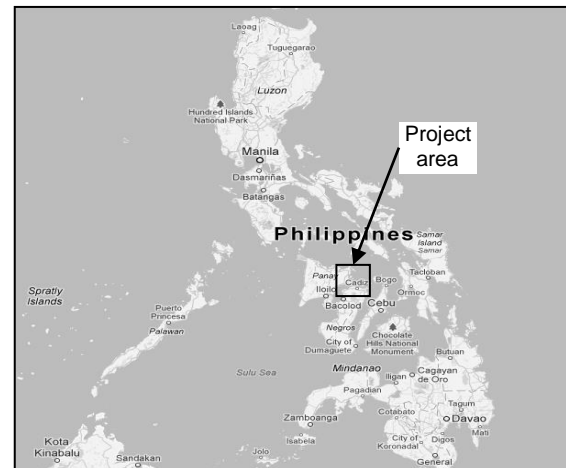 Laoag
Tuguegarao
Luzon
Hundred Islands
National Park
Manila
Dasmariñas
Batangas
Project
area
Philippines
Samar
Island
Samar
Panay
Cadiz
Bogo
Tacloban
Iloilo
Ormoc
Bacolod
Cebu
Spratly
Islands
Puerto
Princesa
Palawan
Negros
City of
Dumaguete
Chocolate
Hills National
Monument
Sulu Sea
Mindanao
Butuan
Iligan
Cagayan
de Oro
Pagadian
Zamboanga
Cotabato
Tagum
Davao
Isabela
City of
Koronadal
Digos
Mati
Kota
Kinabalu
Sandakan
Jolo
General